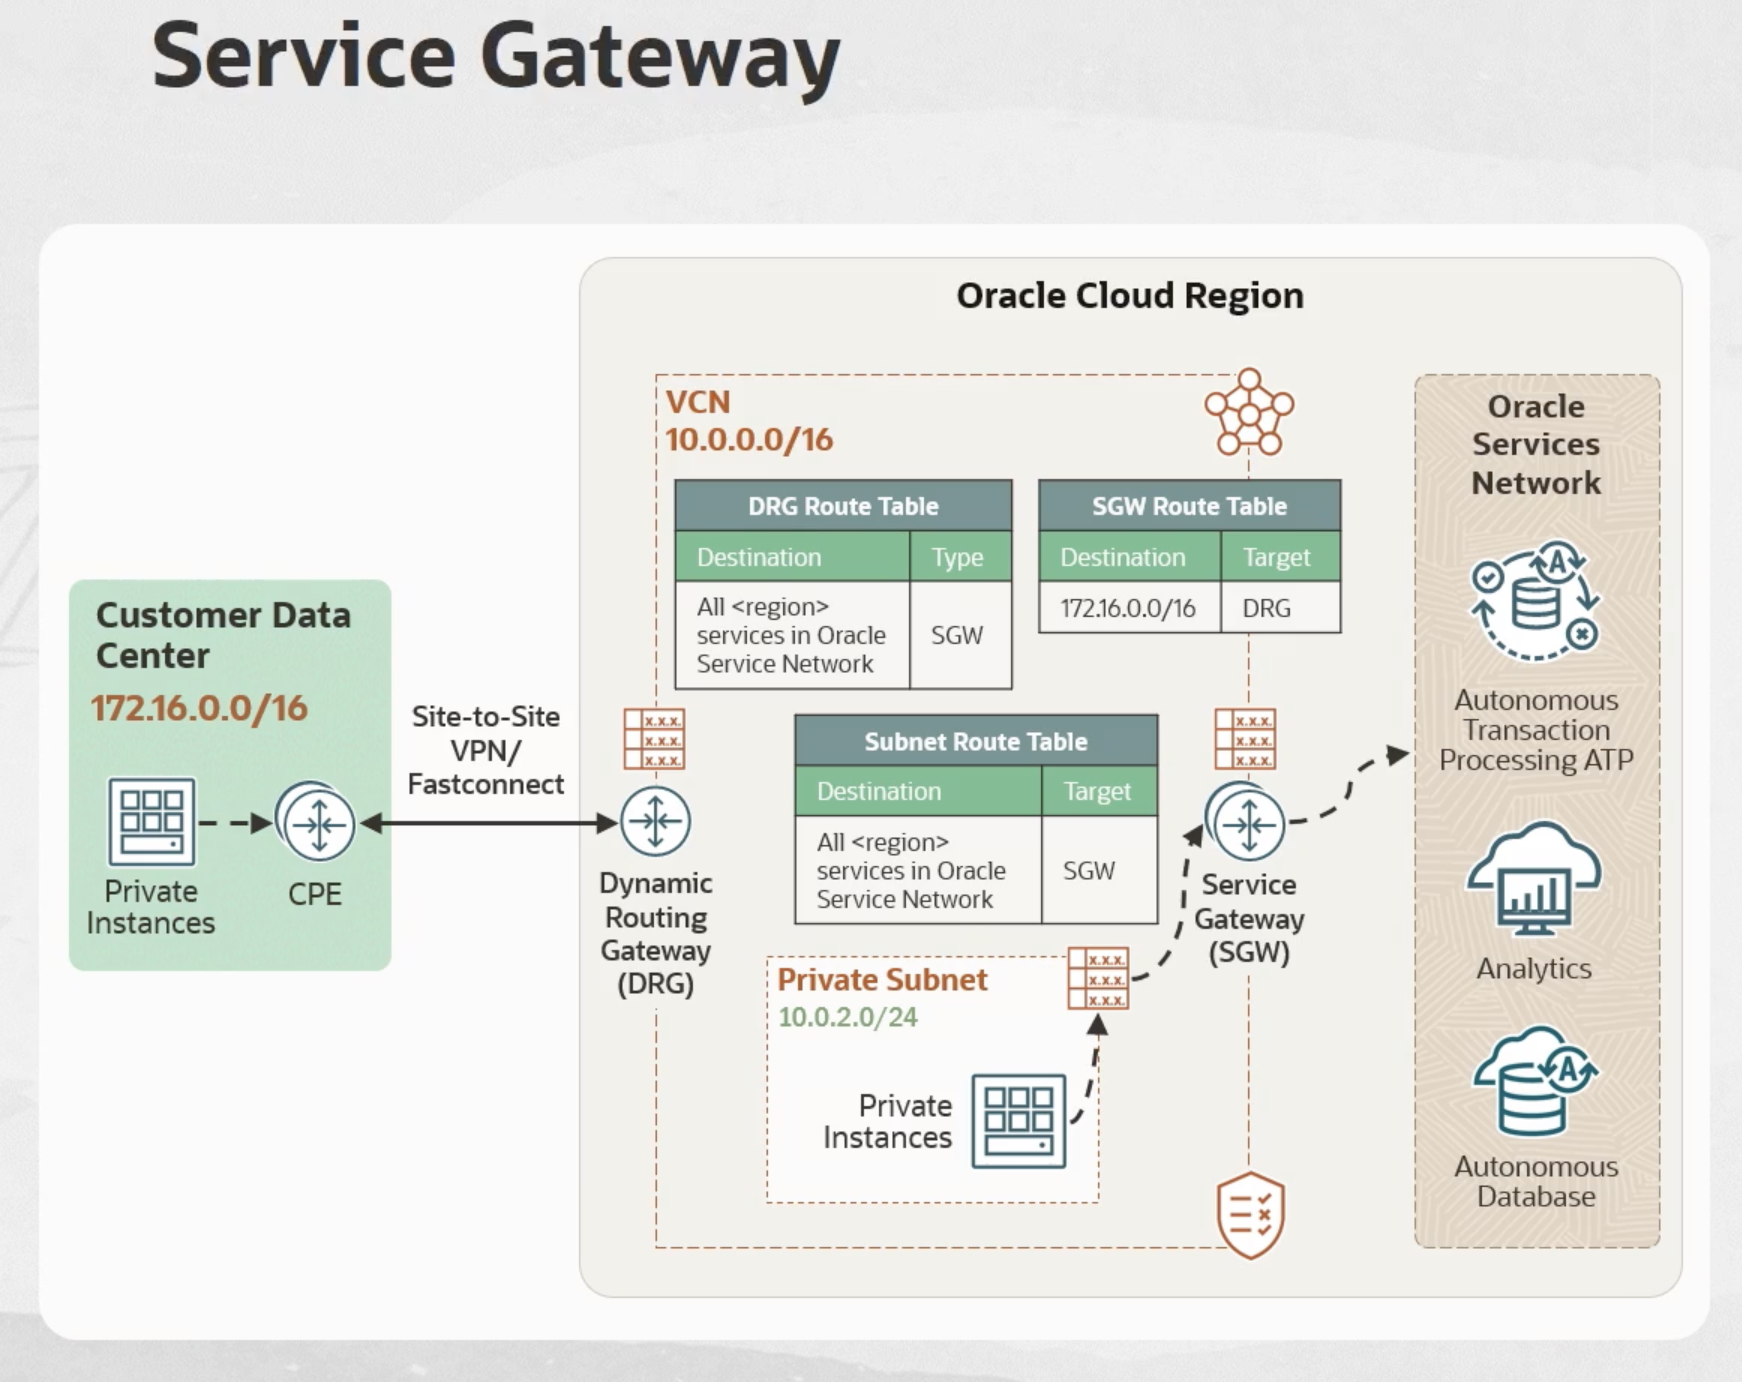 Service Gateway
Oracle Cloud Region
VCN
10.0.0.0/16
DRG Route Table
Destination
Type
All <region>
services in Oracle
Service Network
SGW
SGW Route Table
Destination
Target
172.16.0.0/16
DRG
Oracle
Services
Network
Autonomous
Transaction
Processing ATP
Analytics
Autonomous
Database
Customer Data
Center
172.16.0.0/16
Private
Instances
CPE
Site-to-Site
VPN/
Fastconnect
x.x.x.
x.x.x.
x.x.x.
Dynamic
Routing
Gateway
(DRG)
Subnet Route Table
Destination
Target
All <region>
services in Oracle
Service Network
SGW
x.x.x.
x.x.x.
x.x.x.
Service
Gateway
(SGW)
Private Subnet
10.0.2.0/24
x.x.x.
x.x.x.
x.x.x.
Private
Instances
A
A